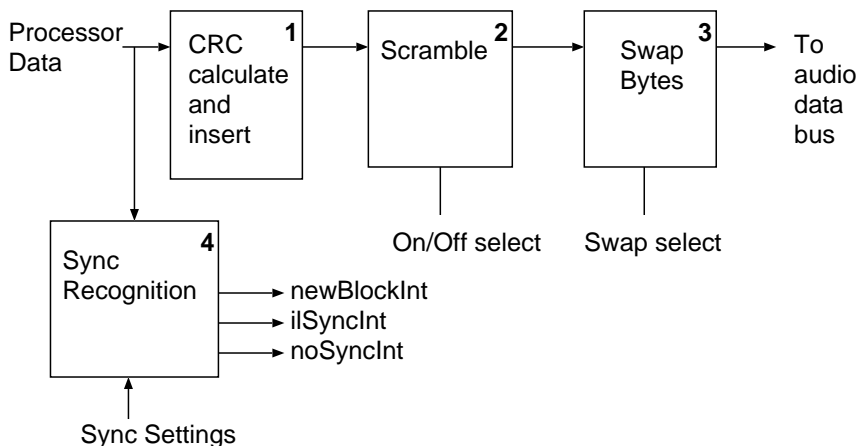 Processor
Data
CRC
calculate
and
insert
1
Scramble
2
Swap
Bytes
3
To
audio
data
bus
On/Off select
Swap select
Sync
Recognition
4
newBlockInt
ilSyncInt
noSyncInt
Sync Settings